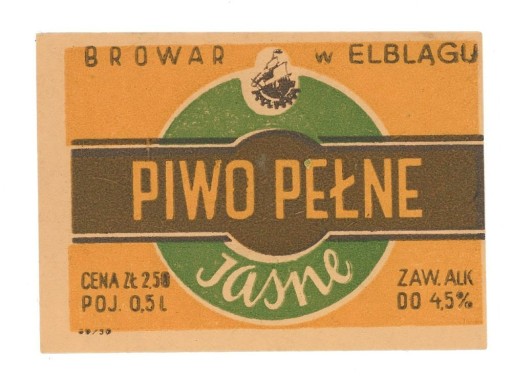 BROWAR w ELBLĄGU
PIWO PEŁNE
Jasne
CENA ZŁ 2,50
POJ. 0,5 L
ZAW. ALK
DO 4,5%